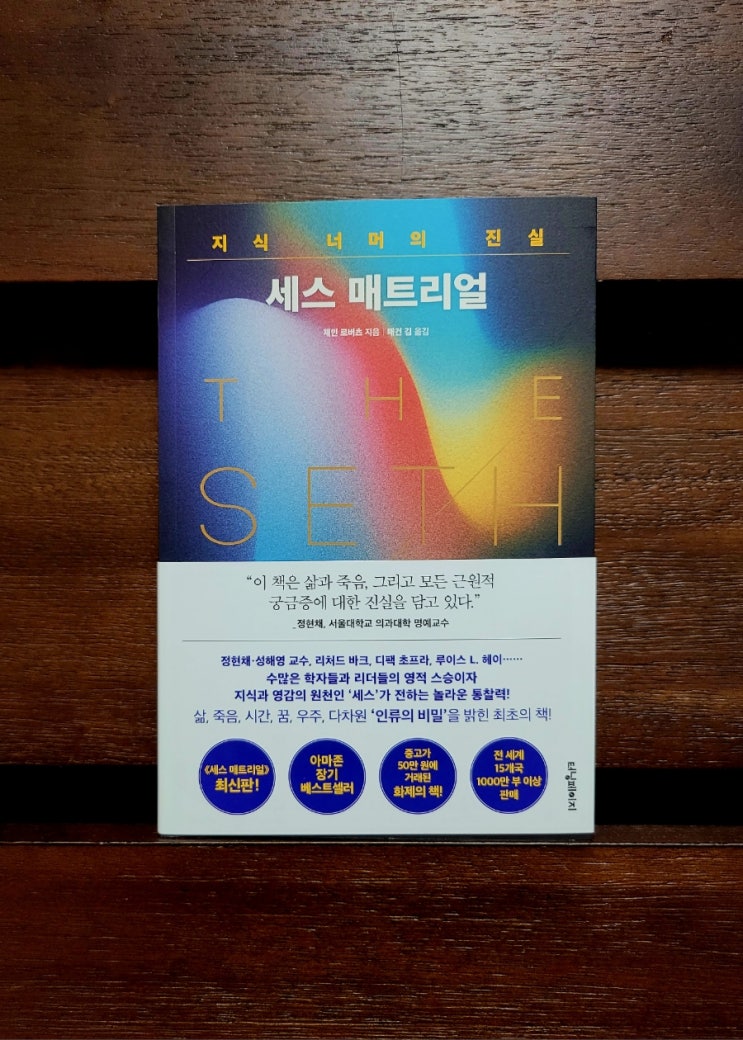 지식 너머의 진실
세스 매트리얼
제인 로버츠 지음 | 매건 김 옮김
THE
SETH
“이 책은 삶과 죽음, 그리고 모든 근원적
궁금증에 대한 진실을 담고 있다.”
_정현채, 서울대학교 의과대학 명예교수
정현채·성해영 교수, 리처드 바크, 디팩 초프라, 루이스 L. 헤이……
수많은 학자들과 리더들의 영적 스승이자
지식과 영감의 원천인 ‘세스’가 전하는 놀라운 통찰력!
삶, 죽음, 시간, 꿈, 우주, 다차원 ‘인류의 비밀’을 밝힌 최초의 책!
《세스 매트리얼》
최신판!
아마존
장기
베스트셀러
중고가
50만 원에
거래된
화제의 책!
전 세계
15개국
1000만 부 이상
판매
터닝페이지